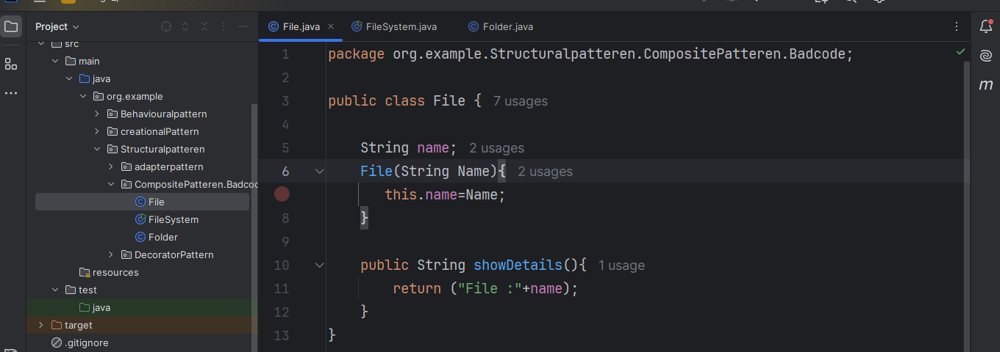 Project
File.java
FileSystem.java
Folder.java
src
main
java
org.example
Behaviouralpattern
creationalPattern
Structuralpatteren
adapterpattern
CompositePatteren.Badcod
File
FileSystem
Folder
DecoratorPattern
resources
test
java
target
.gitignore
1 package org.example.Structuralpatteren.CompositePatteren.Badcode;
2
3 public class File { 7 usages
4
5 String name; 2 usages
6 File(String Name){ 2 usages
this.name=Name;
8 }
9
10 public String showDetails(){ 1 usage
11 return ("File :"+name);
12 }
13 }
m